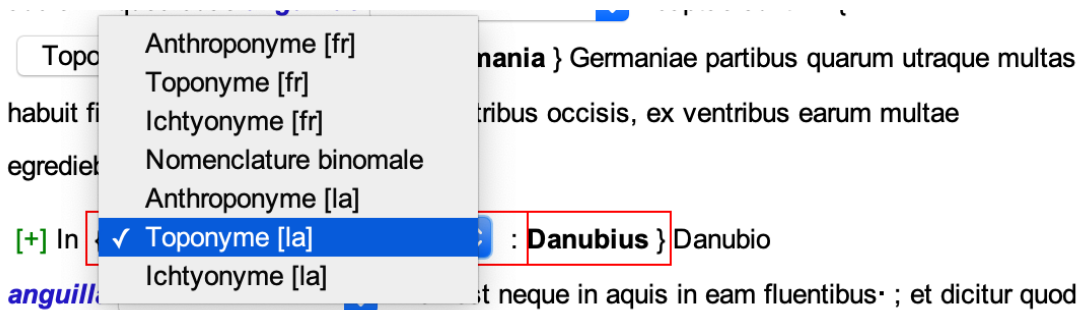 Anthroponyme [fr]
Topo mania } Germaniae partibus quarum utraque multas
Toponyme [fr]
habuit fi tribus occisis, ex ventribus earum multae
Ichtyonyme [fr]
Nomenclature binomale
egredieb
Anthroponyme [la]
[+] In { ✓ Toponyme [la] : Danubius } Danubio
Ichtyonyme [la]
anguilla st neque in aquis in eam fluentibus· ; et dicitur quod